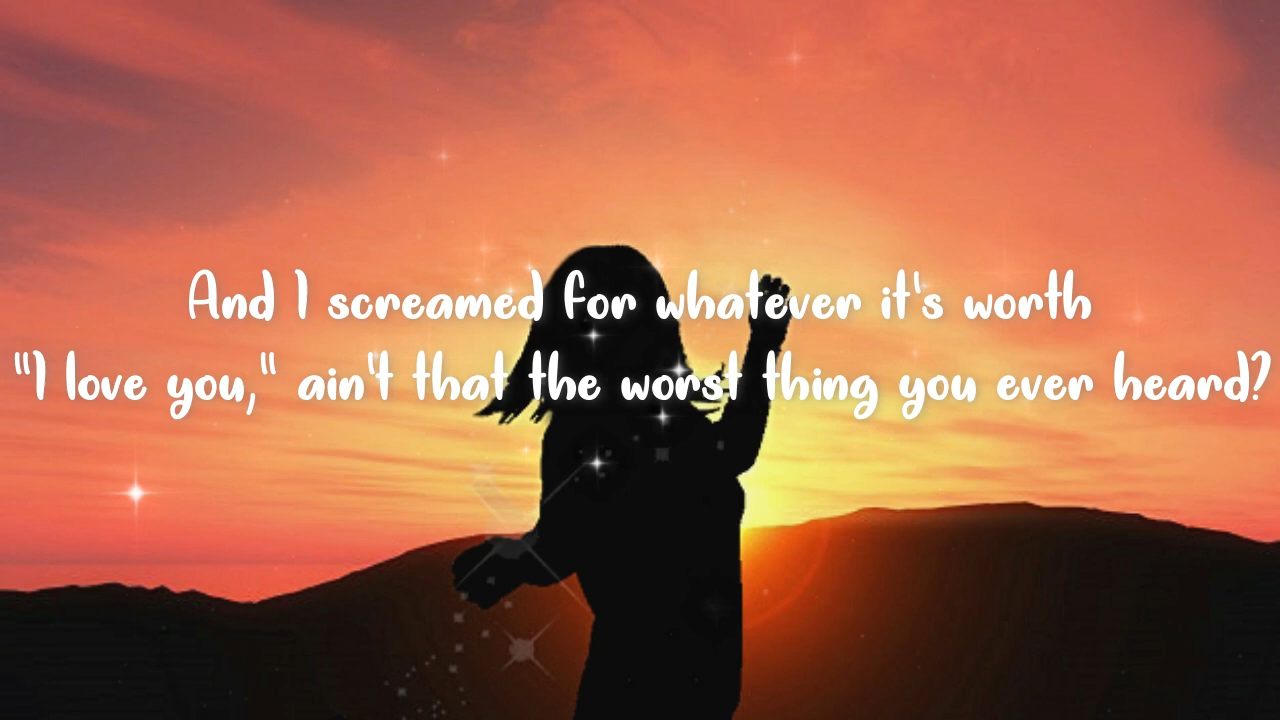 And I screamed for whatever it's worth
"I love you," ain't that the worst thing you ever heard?